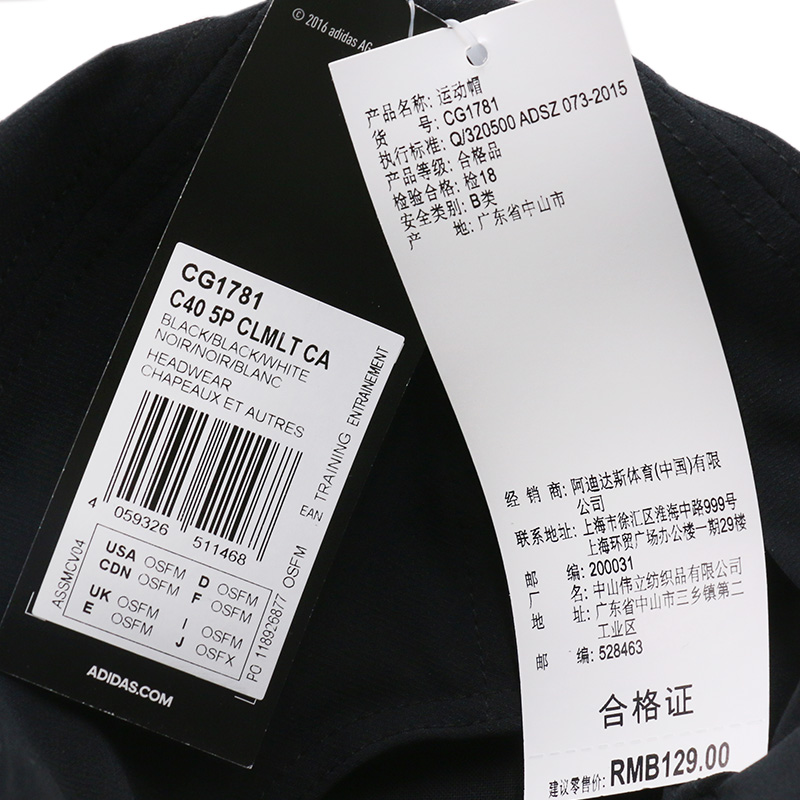 © 2016 adidas AG
CG1781
C40 5P CLMLT CA
BLACK/BLACK/WHITE
NOIR/NOIR/BLANC
HEADWEAR
CHAPEAUX ET AUTRES
TRAINING ENTRAINEMENT
EAN
4 059326 511468
ASSMCV04
USA OSFM D OSFM
CDN OSFM F OSFM
UK OSFM I OSFM
E OSFM J OSFX
PO 118926877 OSFM
ADIDAS.COM
产品名称: 运动帽
货 号: CG1781
执行标准: Q/320500 ADSZ 073-2015
产品等级: 合格品
检验合格: 检18
安全类别: B类
产 地: 广东省中山市
经 销 商: 阿迪达斯体育(中国)有限
公司
联系地址: 上海市徐汇区淮海中路999号
上海环贸广场办公楼一期29楼
邮 编: 200031
厂 名: 中山伟立纺织品有限公司
地 址: 广东省中山市三乡镇第二
工业区
邮 编: 528463
合格证
建议零售价: RMB129.00